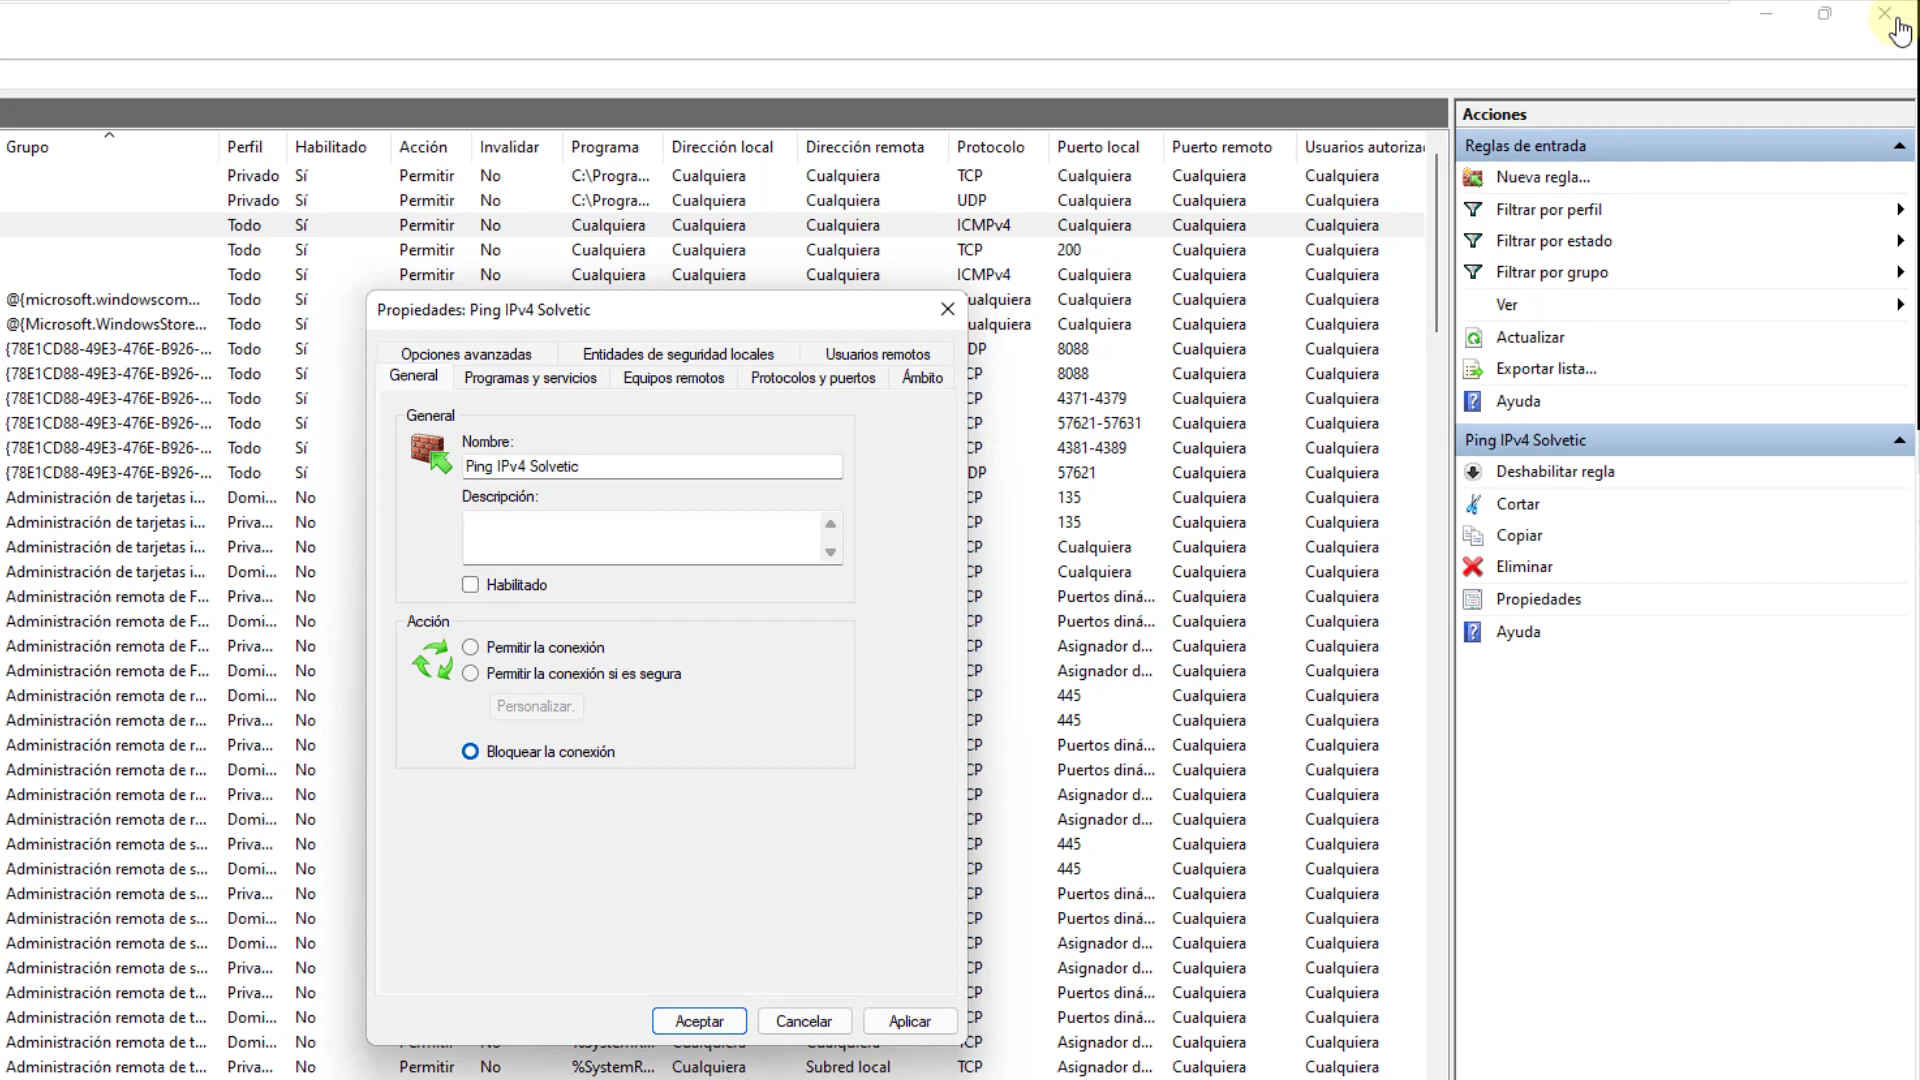 Grupo Perfil Habilitado Acción Invalidar Programa Dirección local Dirección remota Protocolo Puerto local Puerto remoto Usuarios autoriza
Privado Sí Permitir No C:\Progra... Cualquiera Cualquiera TCP Cualquiera Cualquiera Cualquiera
Privado Sí Permitir No C:\Progra... Cualquiera Cualquiera UDP Cualquiera Cualquiera Cualquiera
Todo Sí Permitir No Cualquiera Cualquiera Cualquiera ICMPv4 Cualquiera Cualquiera Cualquiera
Todo Sí Permitir No Cualquiera Cualquiera Cualquiera TCP 200 Cualquiera Cualquiera
Todo Sí Permitir No Cualquiera Cualquiera Cualquiera ICMPv4 Cualquiera Cualquiera Cualquiera
@{microsoft.windowscom... Todo Sí ualquiera Cualquiera Cualquiera Cualquiera
@{Microsoft.WindowsStore... Todo Sí ualquiera Cualquiera Cualquiera Cualquiera
{78E1CD88-49E3-476E-B926-... Todo Sí DP 8088 Cualquiera Cualquiera
{78E1CD88-49E3-476E-B926-... Todo Sí CP 8088 Cualquiera Cualquiera
{78E1CD88-49E3-476E-B926-... Todo Sí CP 4371-4379 Cualquiera Cualquiera
{78E1CD88-49E3-476E-B926-... Todo Sí CP 57621-57631 Cualquiera Cualquiera
{78E1CD88-49E3-476E-B926-... Todo Sí CP 4381-4389 Cualquiera Cualquiera
{78E1CD88-49E3-476E-B926-... Todo Sí DP 57621 Cualquiera Cualquiera
Administración de tarjetas i... Domi... No CP 135 Cualquiera Cualquiera
Administración de tarjetas i... Priva... No CP 135 Cualquiera Cualquiera
Administración de tarjetas i... Priva... No CP Cualquiera Cualquiera Cualquiera
Administración de tarjetas i... Domi... No CP Cualquiera Cualquiera Cualquiera
Administración remota de F... Priva... No CP Puertos diná... Cualquiera Cualquiera
Administración remota de F... Domi... No CP Puertos diná... Cualquiera Cualquiera
Administración remota de F... Priva... No CP Asignador d... Cualquiera Cualquiera
Administración remota de F... Domi... No CP Asignador d... Cualquiera Cualquiera
Administración remota de r... Domi... No CP 445 Cualquiera Cualquiera
Administración remota de r... Priva... No CP 445 Cualquiera Cualquiera
Administración remota de r... Priva... No CP Puertos diná... Cualquiera Cualquiera
Administración remota de r... Domi... No CP Puertos diná... Cualquiera Cualquiera
Administración remota de r... Priva... No CP Asignador d... Cualquiera Cualquiera
Administración remota de r... Domi... No CP Asignador d... Cualquiera Cualquiera
Administración remota de s... Priva... No CP 445 Cualquiera Cualquiera
Administración remota de s... Domi... No CP 445 Cualquiera Cualquiera
Administración remota de s... Priva... No CP Puertos diná... Cualquiera Cualquiera
Administración remota de s... Domi... No CP Puertos diná... Cualquiera Cualquiera
Administración remota de s... Domi... No CP Asignador d... Cualquiera Cualquiera
Administración remota de s... Priva... No CP Asignador d... Cualquiera Cualquiera
Administración remota de t... Priva... No CP Puertos diná... Cualquiera Cualquiera
Administración remota de t... Domi... No CP Puertos diná... Cualquiera Cualquiera
Administración remota de t... Domi... No Permitir No %SystemR... Cualquiera Cualquiera TCP Asignador d... Cualquiera Cualquiera
Administración remota de t... Priva... No Permitir No %SystemR... Cualquiera Subred local TCP Asignador d... Cualquiera Cualquiera
Propiedades: Ping IPv4 Solvetic
Opciones avanzadas Entidades de seguridad locales Usuarios remotos
General Programas y servicios Equipos remotos Protocolos y puertos Ámbito
General
Nombre:
Ping IPv4 Solvetic
Descripción:
Habilitado
Acción
Permitir la conexión
Permitir la conexión si es segura
Personalizar.
Bloquear la conexión
Aceptar Cancelar Aplicar
Acciones
Reglas de entrada
Nueva regla...
Filtrar por perfil
Filtrar por estado
Filtrar por grupo
Ver
Actualizar
Exportar lista...
Ayuda
Ping IPv4 Solvetic
Deshabilitar regla
Cortar
Copiar
Eliminar
Propiedades
Ayuda